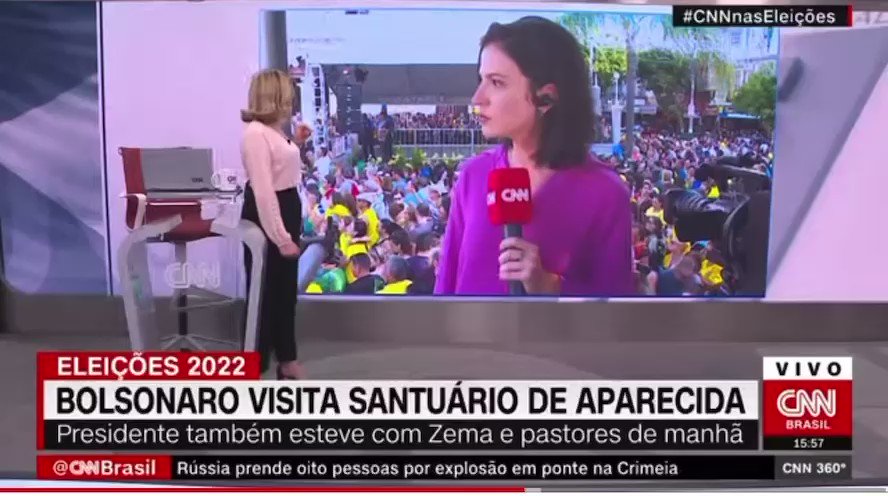 #CNNnasEleições
CNN
CNN
ELEIÇÕES 2022
BOLSONARO VISITA SANTUÁRIO DE APARECIDA
Presidente também esteve com Zema e pastores de manhã
VIVO
CNN
BRASIL
15:57
@CNNBrasil
Rússia prende oito pessoas por explosão em ponte na Crimeia
CNN 360°